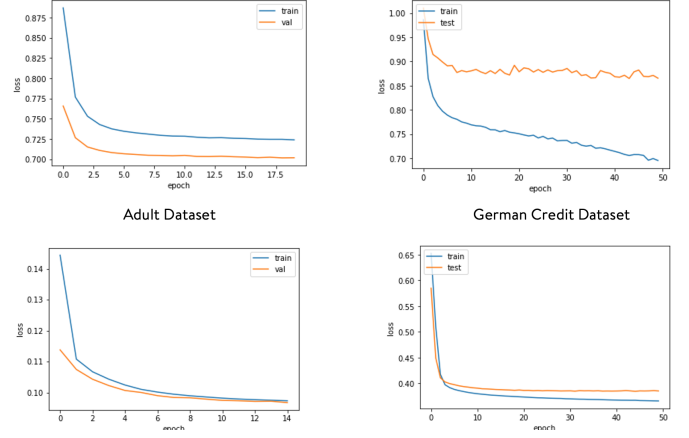 train
val
0.875
0.850
0.825
0.800
0.775
0.750
0.725
0.700
loss
0.0 2.5 5.0 7.5 10.0 12.5 15.0 17.5
epoch
Adult Dataset
train
test
1.00
0.95
0.90
0.85
0.80
0.75
0.70
loss
0 10 20 30 40 50
epoch
German Credit Dataset
train
val
0.14
0.13
0.12
0.11
0.10
loss
0 2 4 6 8 10 12 14
epoch
train
test
0.65
0.60
0.55
0.50
0.45
0.40
loss
0 10 20 30 40 50
epoch